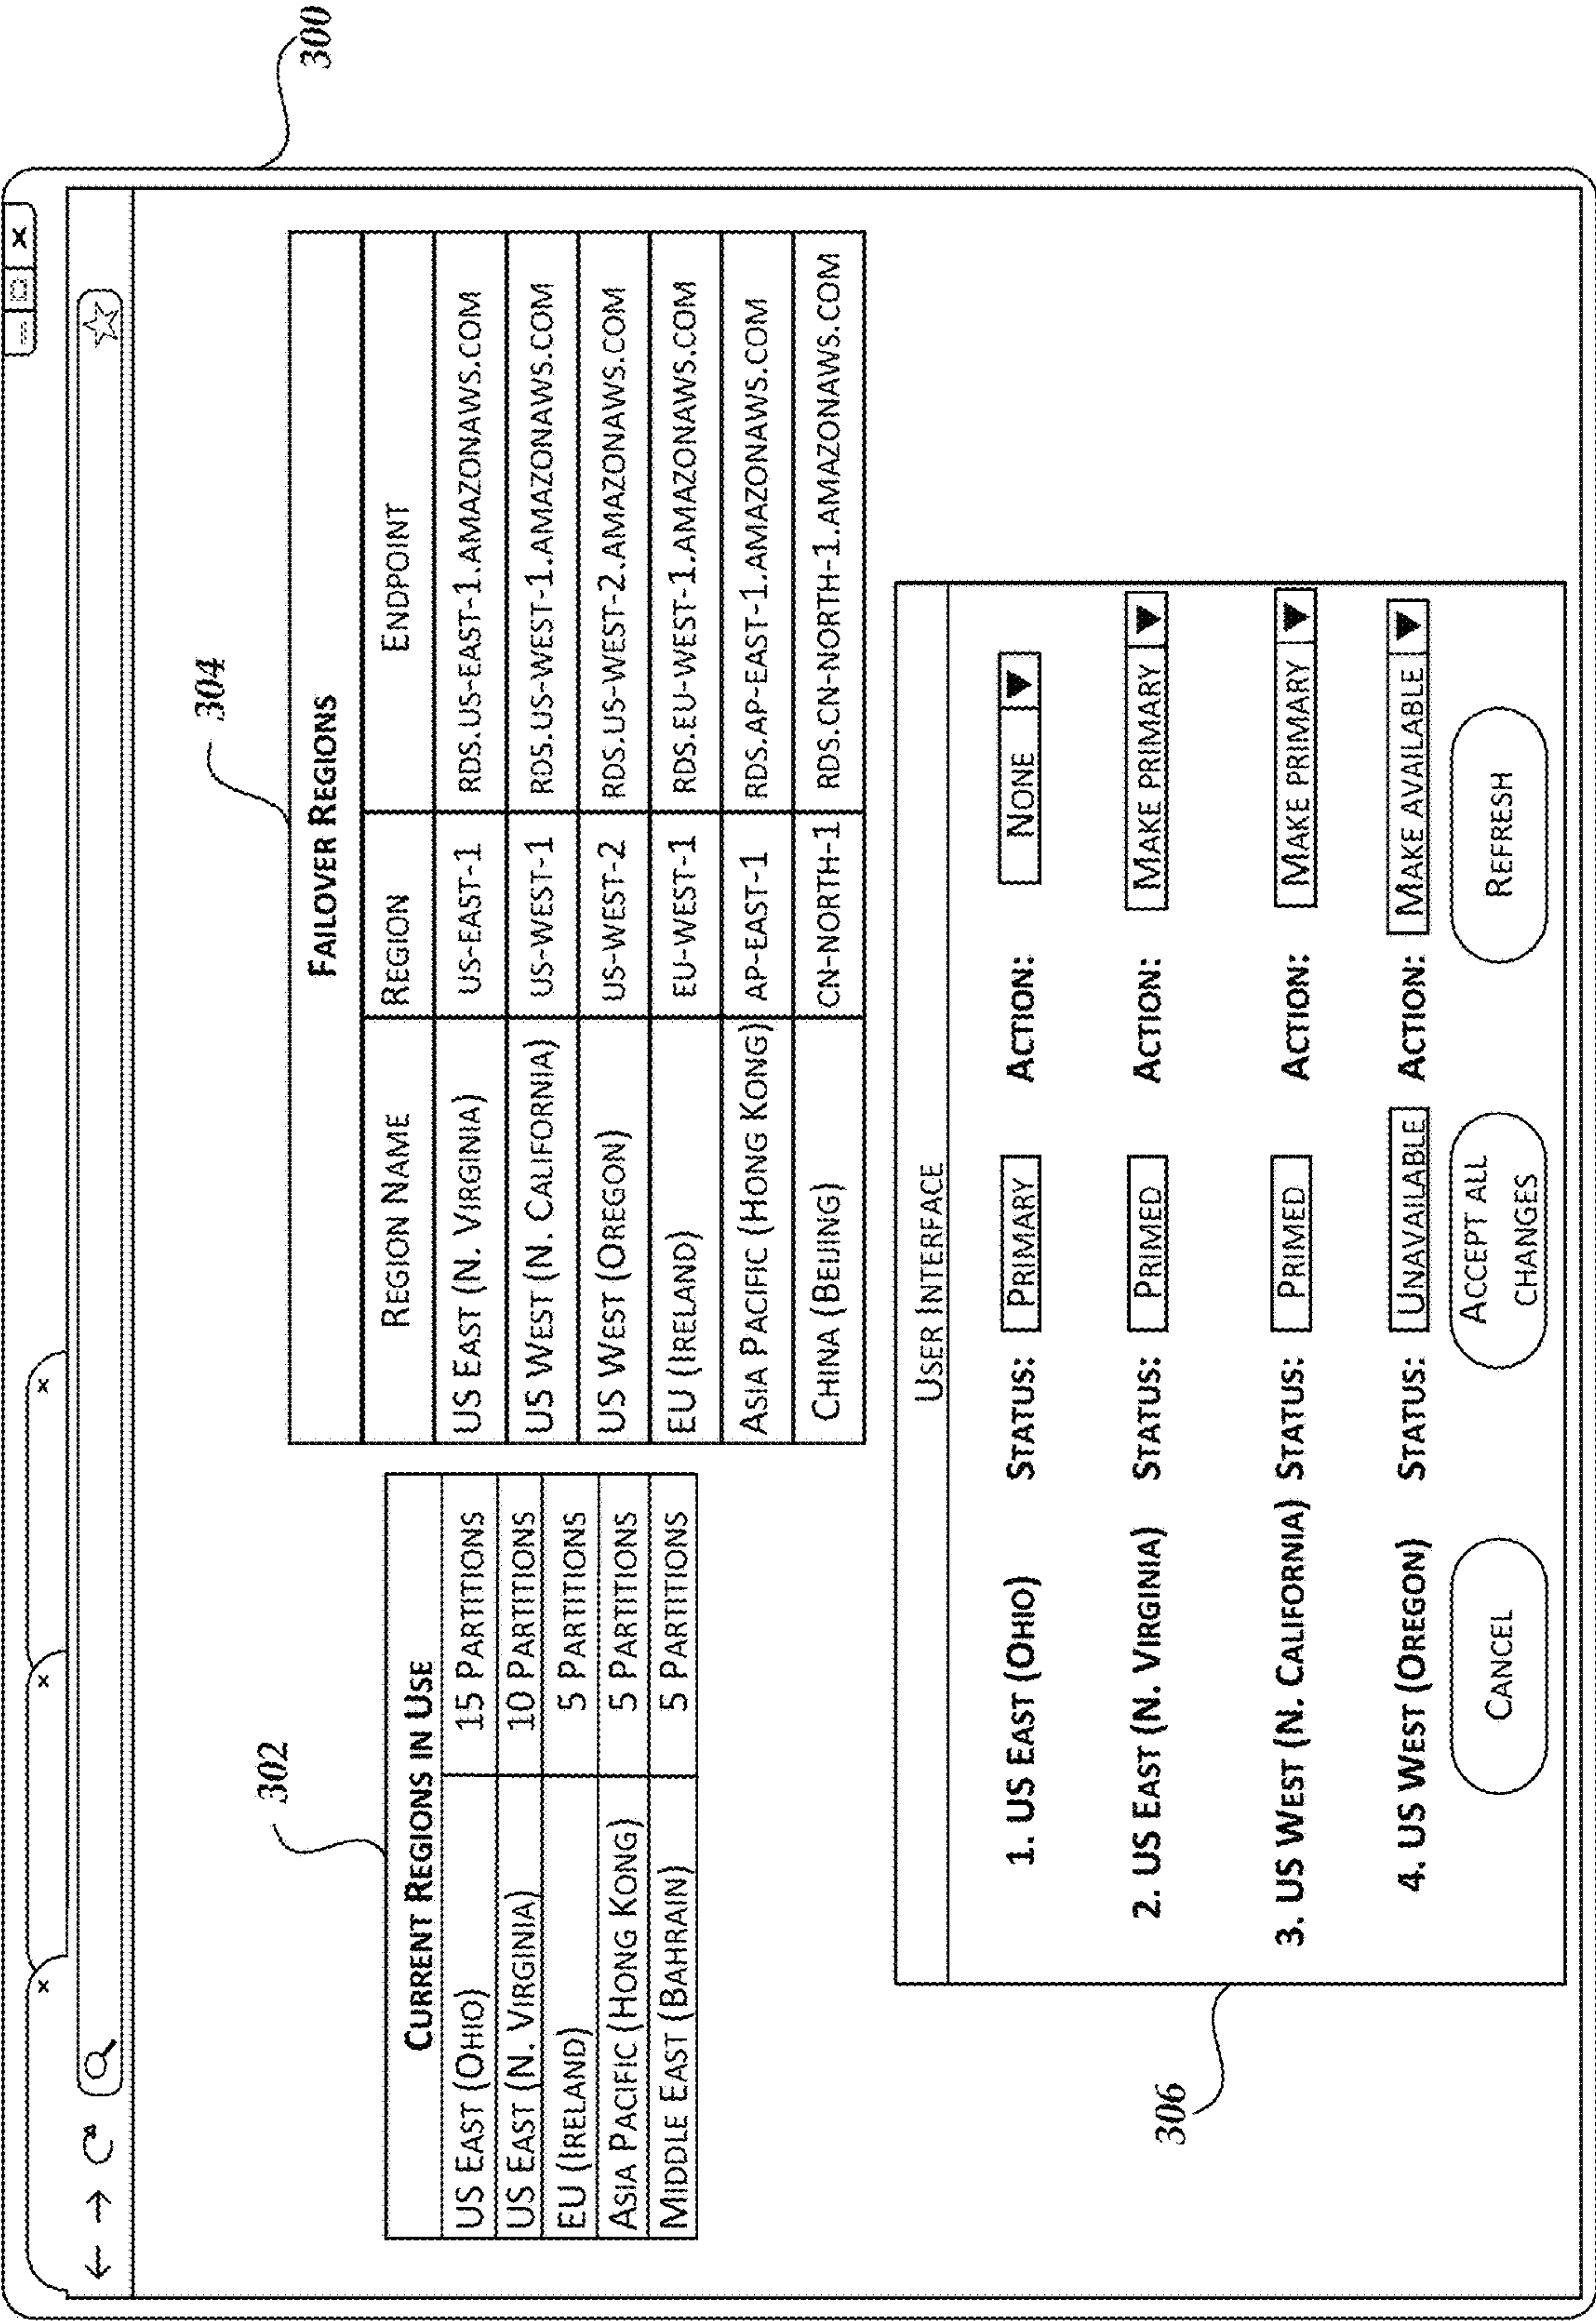 300
X
X
X
X
302
CURRENT REGIONS IN USE
US EAST (OHIO) 15 PARTITIONS
US EAST (N. VIRGINIA) 10 PARTITIONS
EU (IRELAND) 5 PARTITIONS
ASIA PACIFIC (HONG KONG) 5 PARTITIONS
MIDDLE EAST (BAHRAIN) 5 PARTITIONS
304
FAILOVER REGIONS
REGION NAME REGION ENDPOINT
US EAST (N. VIRGINIA) US-EAST-1 RDS.US-EAST-1.AMAZONAWS.COM
US WEST (N. CALIFORNIA) US-WEST-1 RDS.US-WEST-1.AMAZONAWS.COM
US WEST (OREGON) US-WEST-2 RDS.US-WEST-2.AMAZONAWS.COM
EU (IRELAND) EU-WEST-1 RDS.EU-WEST-1.AMAZONAWS.COM
ASIA PACIFIC (HONG KONG) AP-EAST-1 RDS.AP-EAST-1.AMAZONAWS.COM
CHINA (BEIJING) CN-NORTH-1 RDS.CN-NORTH-1.AMAZONAWS.COM
306
USER INTERFACE
1. US EAST (OHIO) STATUS: PRIMARY ACTION: NONE
2. US EAST (N. VIRGINIA) STATUS: PRIMED ACTION: MAKE PRIMARY
3. US WEST (N. CALIFORNIA) STATUS: PRIMED ACTION: MAKE PRIMARY
4. US WEST (OREGON) STATUS: UNAVAILABLE ACTION: MAKE AVAILABLE
CANCEL
ACCEPT ALL
CHANGES
REFRESH